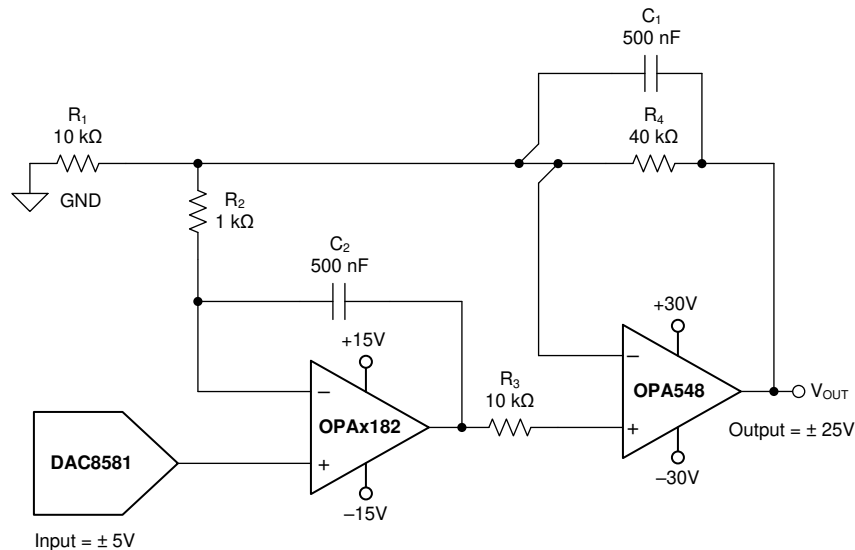 C1
500 nF
R1
10 kΩ
R4
40 kΩ
GND
R2
1 kΩ
C2
500 nF
+15V
+30V
R3
10 kΩ
–
OPAx182
+
–
OPA548
+
VOUT
Output = ± 25V
DAC8581
–15V
–30V
Input = ± 5V